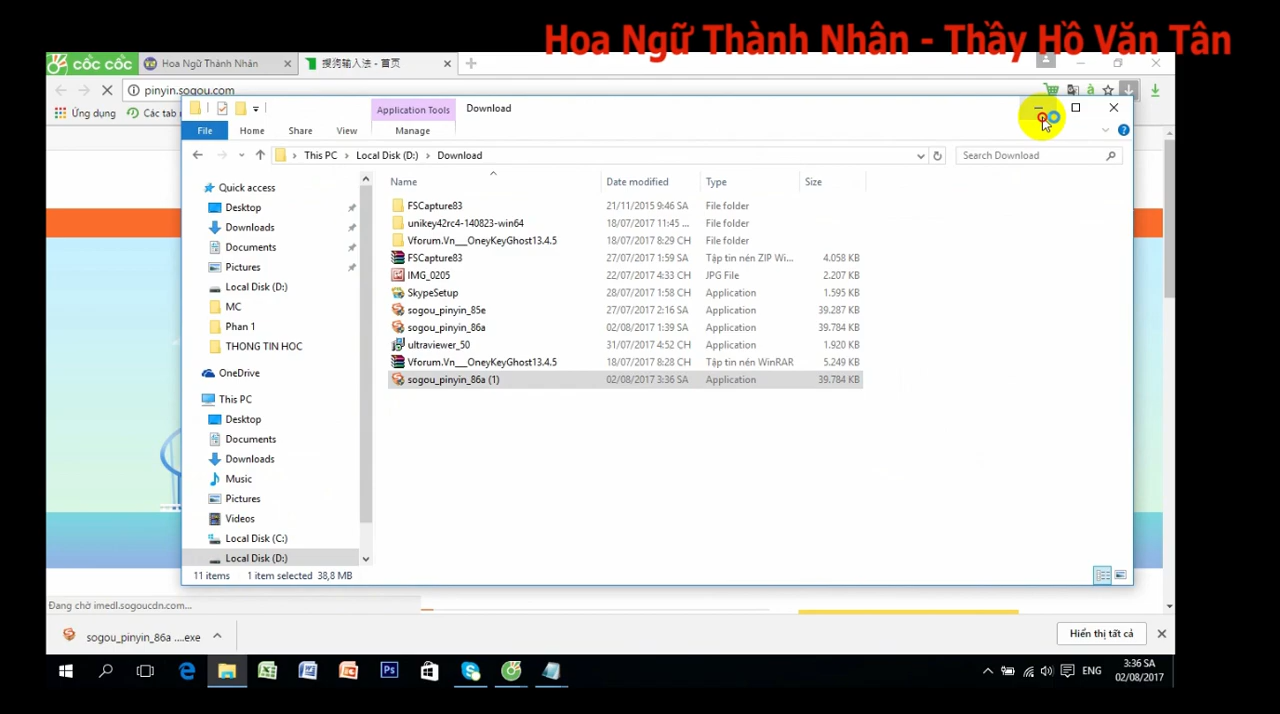 Hoa Ngữ Thành Nhân - Thầy Hồ Văn Tân
cốc cốc
Hoa Ngữ Thành Nhân
搜狗输入法 - 首页
pinyin.sogou.com
Ứng dụng
Các tab
Application Tools
Download
File
Home
Share
View
Manage
This PC
Local Disk (D:)
Download
Search Download
Name
Date modified
Type
Size
Quick access
Desktop
Downloads
Documents
Pictures
Local Disk (D:)
MC
Phan 1
THONG TIN HOC
OneDrive
This PC
Desktop
Documents
Downloads
Music
Pictures
Videos
Local Disk (C:)
Local Disk (D:)
FSCapture83 21/11/2015 9:46 SA File folder
unikey42rc4-140823-win64 18/07/2017 11:45 ... File folder
Vforum.Vn___OneyKeyGhost13.4.5 18/07/2017 8:29 CH File folder
FSCapture83 27/07/2017 1:59 SA Tập tin nén ZIP Wi... 4.058 KB
IMG_0205 22/07/2017 4:33 CH JPG File 2.207 KB
SkypeSetup 28/07/2017 1:58 CH Application 1.595 KB
sogou_pinyin_85e 27/07/2017 2:16 SA Application 39.287 KB
sogou_pinyin_86a 02/08/2017 1:39 SA Application 39.784 KB
ultraviewer_50 31/07/2017 4:52 CH Application 1.920 KB
Vforum.Vn___OneyKeyGhost13.4.5 18/07/2017 8:28 CH Tập tin nén WinRAR 5.249 KB
sogou_pinyin_86a (1) 02/08/2017 3:36 SA Application 39.784 KB
11 items 1 item selected 38,8 MB
Đang chờ imedl.sogoucdn.com...
sogou_pinyin_86a ....exe
Hiển thị tất cả
Ps
ENG
3:36 SA
02/08/2017